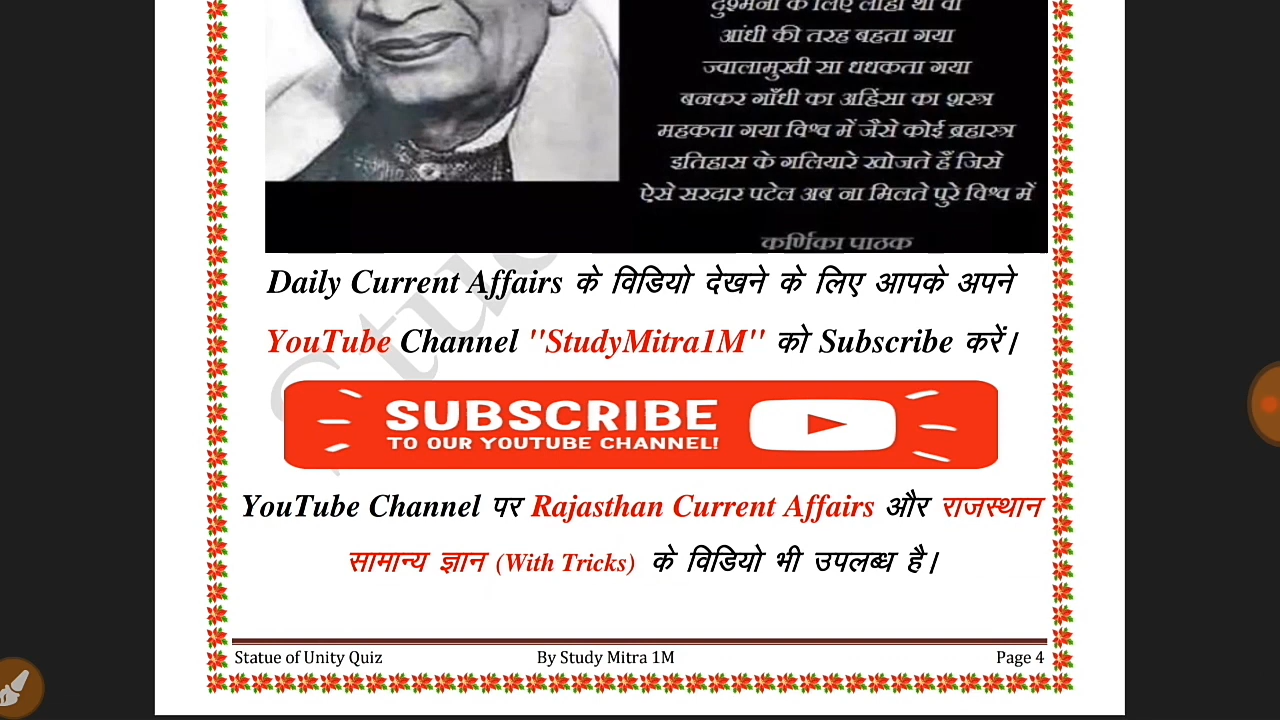 दुश्मनो के लिए लोहा था वो
आंधी की तरह बहता गया
ज्वालामुखी सा धधकता गया
बनकर गाँधी का अहिंसा का शस्त्र
महकता गया विश्व में जैसे कोई ब्रहास्त्र
इतिहास के गलियारे खोजते हैं जिसे
ऐसे सरदार पटेल अब ना मिलते पुरे विश्व में
कर्णिका पाठक
Daily Current Affairs के विडियो देखने के लिए आपके अपने
YouTube Channel "StudyMitra1M" को Subscribe करें।
SUBSCRIBE
TO OUR YOUTUBE CHANNEL!
YouTube Channel पर Rajasthan Current Affairs और राजस्थान
सामान्य ज्ञान (With Tricks) के विडियो भी उपलब्ध है।
Statue of Unity Quiz By Study Mitra 1M Page 4